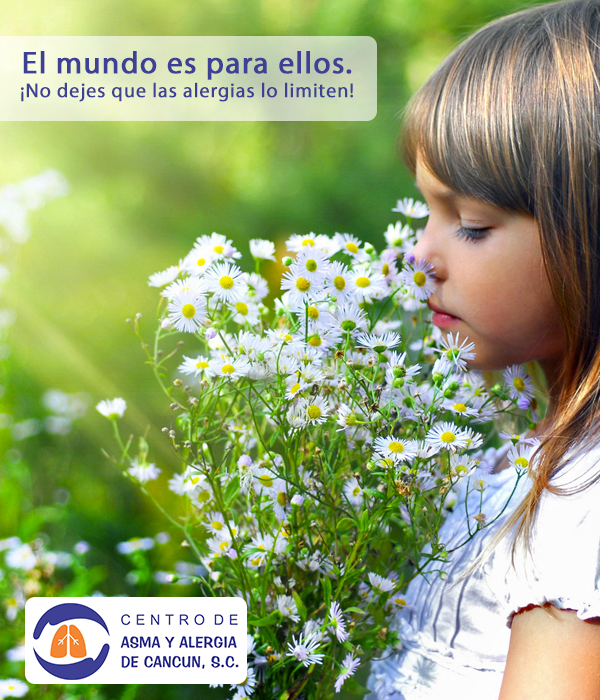 El mundo es para ellos.
¡No dejes que las alergias lo limiten!
CENTRO DE
ASMA Y ALERGIA
DE CANCUN, S.C.